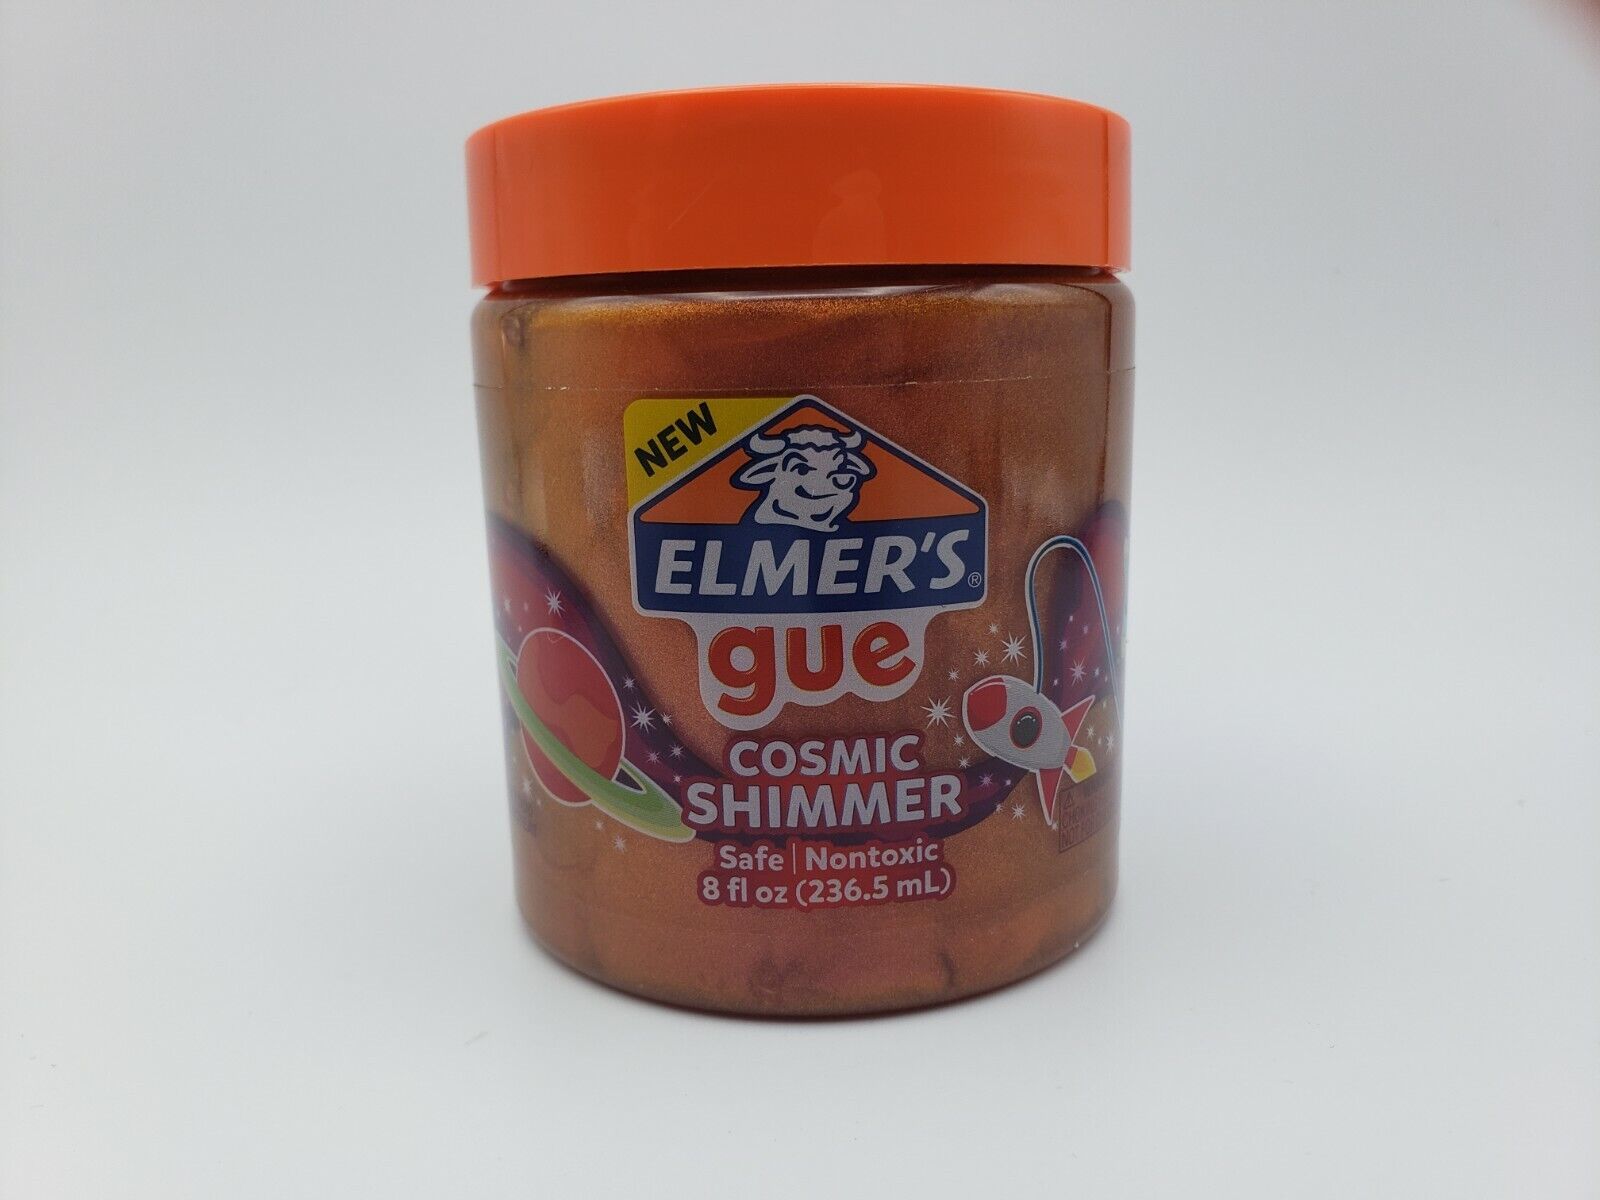 NEW
ELMER'S®
gue
COSMIC
SHIMMER
Safe | Nontoxic
8 fl oz (236.5 mL)